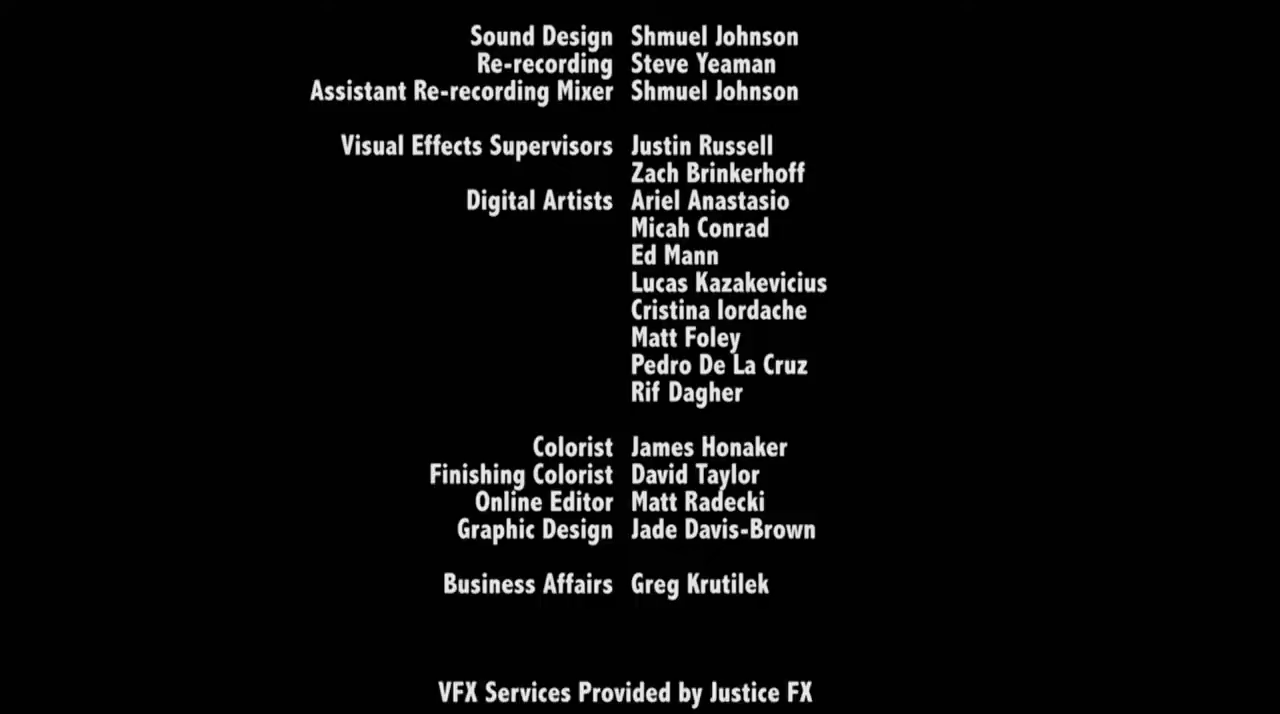 Sound Design Shmuel Johnson
Re-recording Steve Yeaman
Assistant Re-recording Mixer Shmuel Johnson
Visual Effects Supervisors Justin Russell
Zach Brinkerhoff
Digital Artists Ariel Anastasio
Micah Conrad
Ed Mann
Lucas Kazakevicius
Cristina Iordache
Matt Foley
Pedro De La Cruz
Rif Dagher
Colorist James Honaker
Finishing Colorist David Taylor
Online Editor Matt Radecki
Graphic Design Jade Davis-Brown
Business Affairs Greg Krutilek
VFX Services Provided by Justice FX